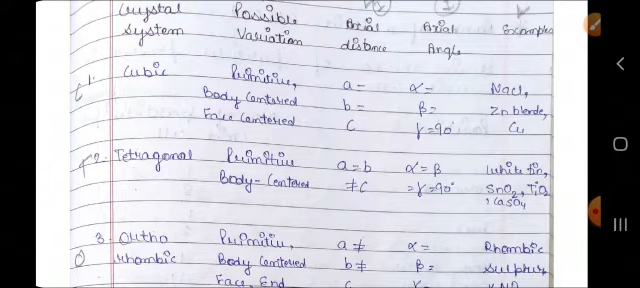 Crystal Possible Axial Axial Examples
system Variation distance Angle
1. Cubic Primitive, a= α= Nacl,
Body Centered b= β= Zn blende,
Face Centered C γ=90° Cu
2. Tetragonal Primitive a=b α=β White tin,
Body-Centered ≠C =γ=90° SnO2, TiO2
, CaSO4
3. Ortho Primitive, a≠ α= Rhombic
rhombic Body Centered b≠ β= sulphur,
Face, End C γ KNO